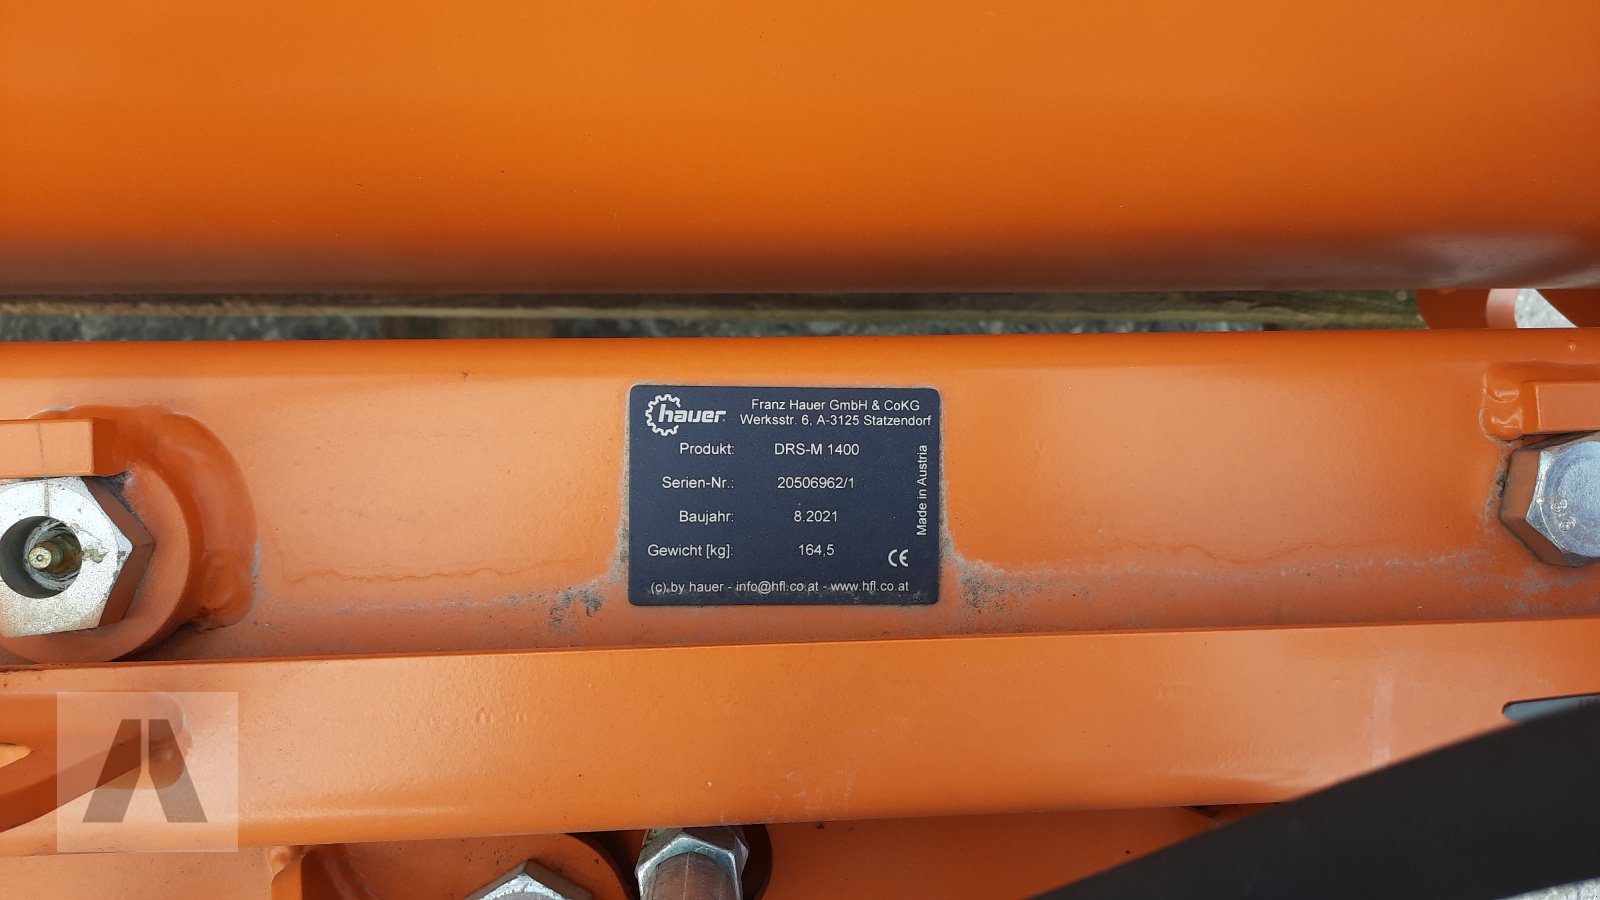 hauer
Franz Hauer GmbH & CoKG
Werksstr. 6, A-3125 Statzendorf
Produkt: DRS-M 1400
Serien-Nr.: 20506962/1
Baujahr: 8.2021
Gewicht [kg]: 164,5
Made in Austria
CE
(c) by hauer - info@hfl.co.at - www.hfl.co.at